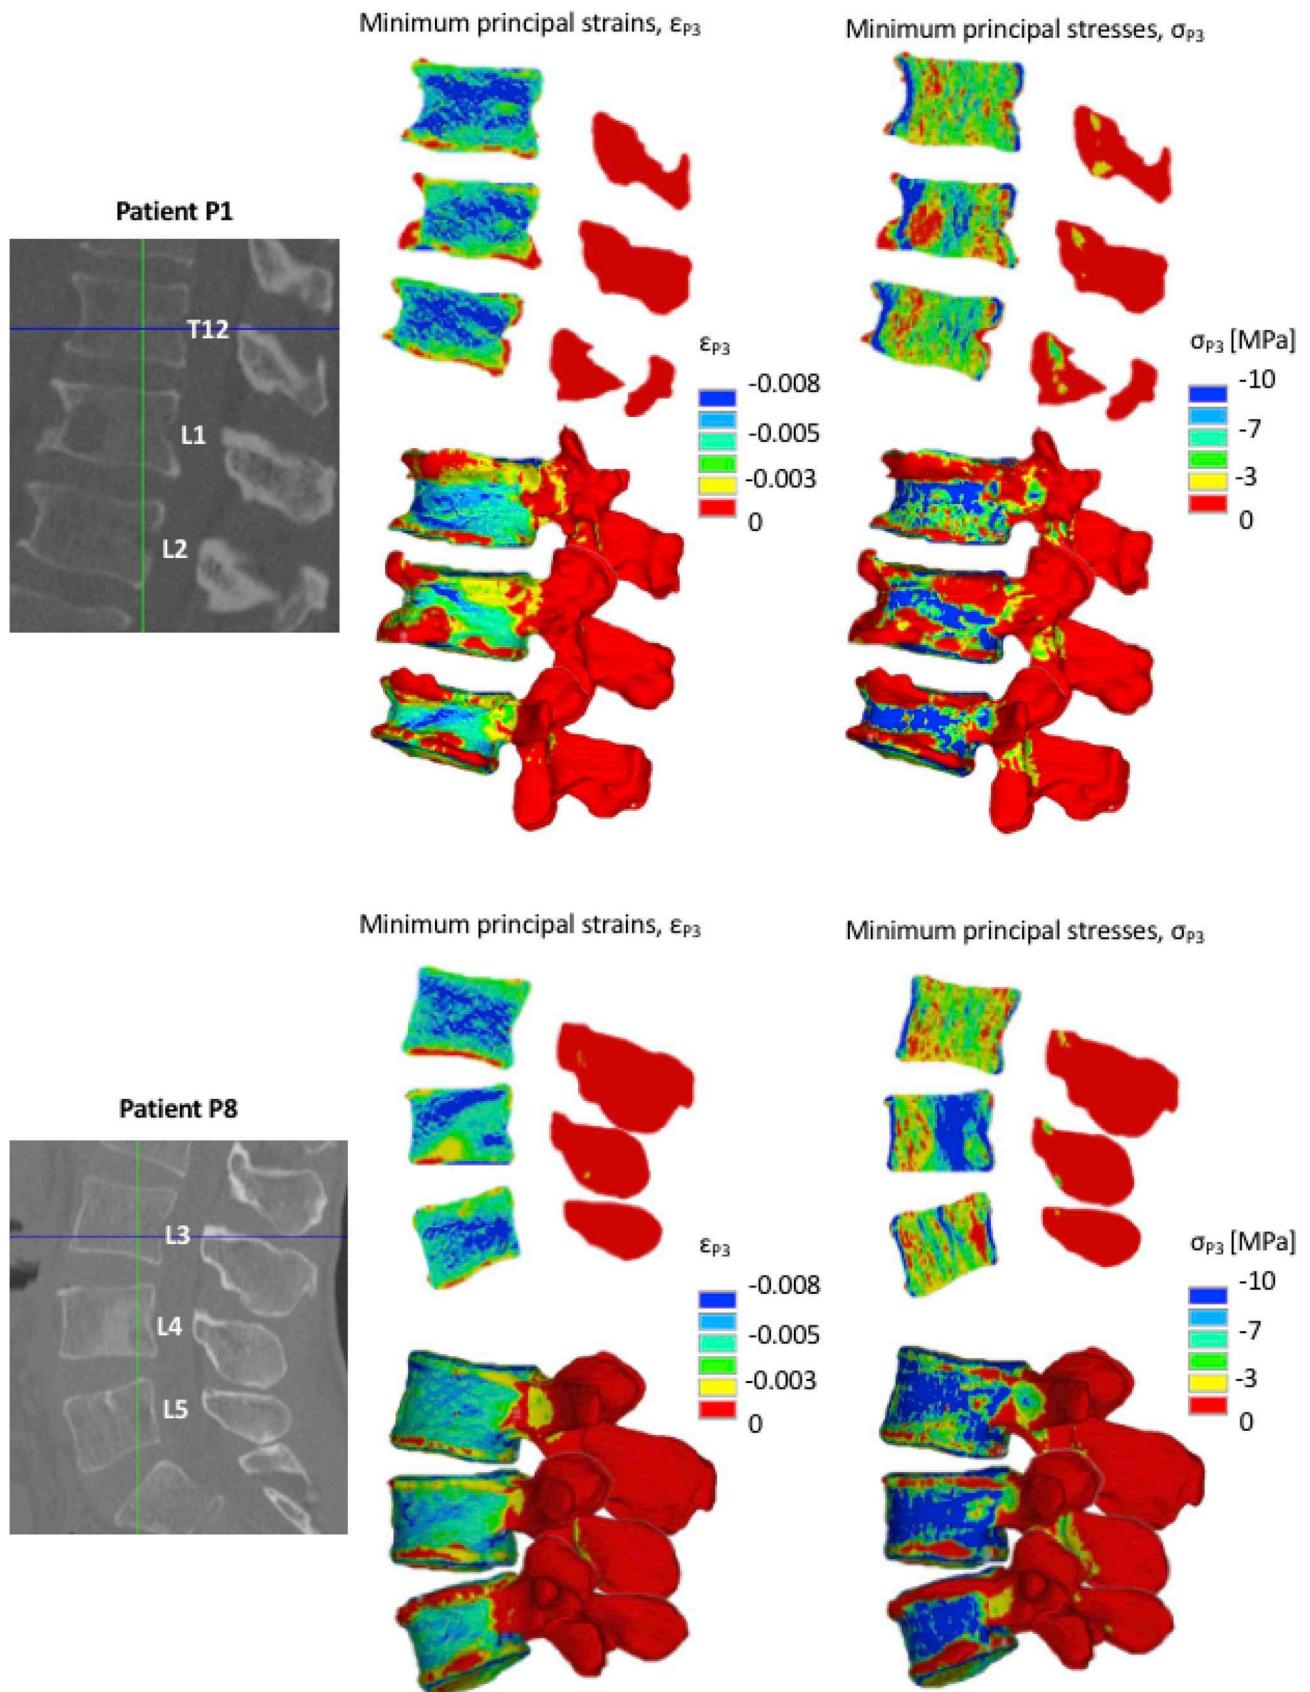 Minimum principal strains, εP3
Minimum principal stresses, σP3
Patient P1
T12
L1
L2
εP3
-0.008
-0.005
-0.003
0
σP3 [MPa]
-10
-7
-3
0
Minimum principal strains, εP3
Minimum principal stresses, σP3
Patient P8
L3
L4
L5
εP3
-0.008
-0.005
-0.003
0
σP3 [MPa]
-10
-7
-3
0